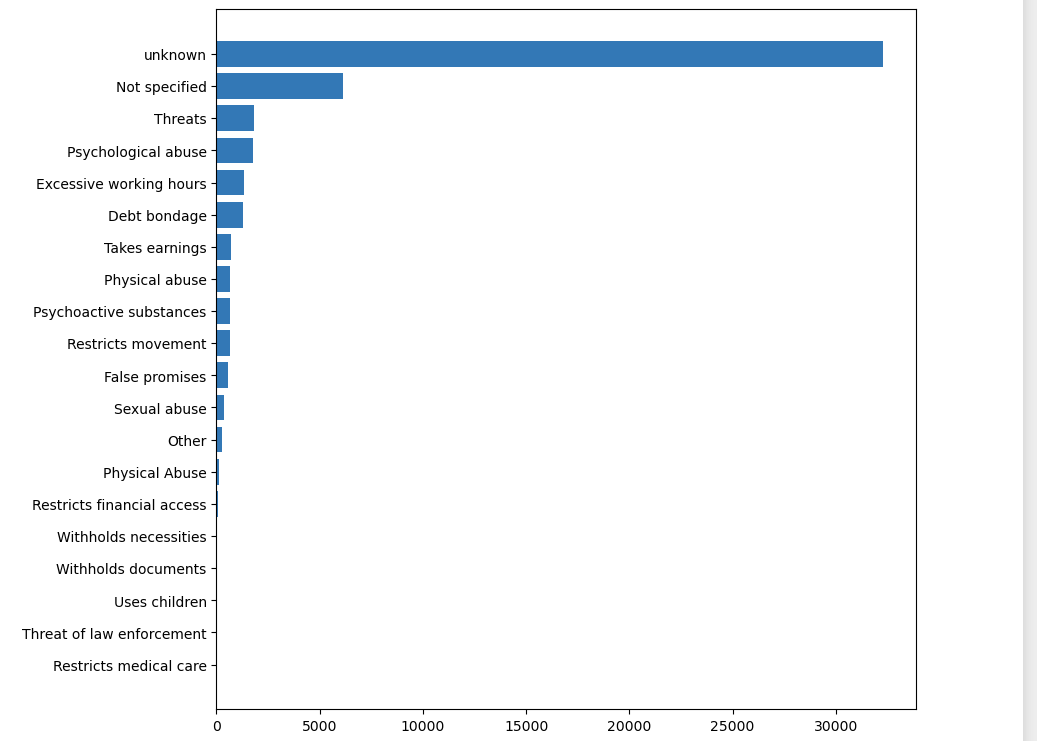 unknown
Not specified
Threats
Psychological abuse
Excessive working hours
Debt bondage
Takes earnings
Physical abuse
Psychoactive substances
Restricts movement
False promises
Sexual abuse
Other
Physical Abuse
Restricts financial access
Withholds necessities
Withholds documents
Uses children
Threat of law enforcement
Restricts medical care
0 5000 10000 15000 20000 25000 30000